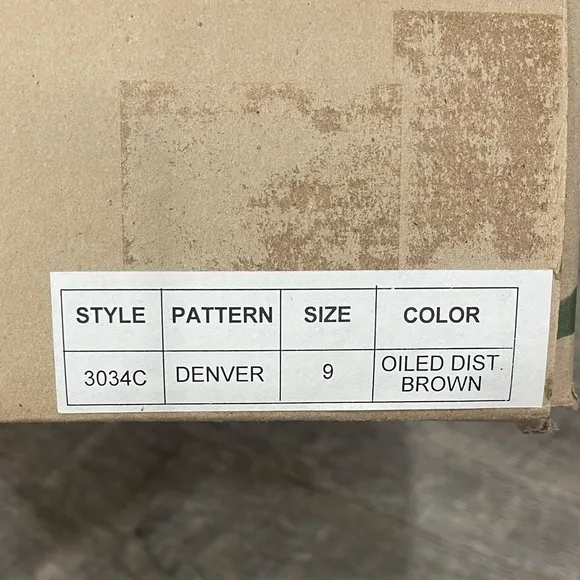 STYLE PATTERN SIZE COLOR
3034C DENVER 9 OILED DIST.
BROWN